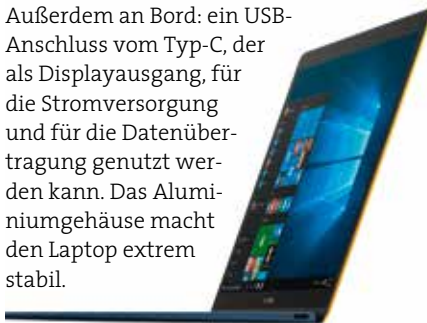 Außerdem an Bord: ein USB-
Anschluss vom Typ-C, der
als Displayausgang, für
die Stromversorgung
und für die Datenüber-
tragung genutzt wer-
den kann. Das Alumi-
niumgehäuse macht
den Laptop extrem
stabil.